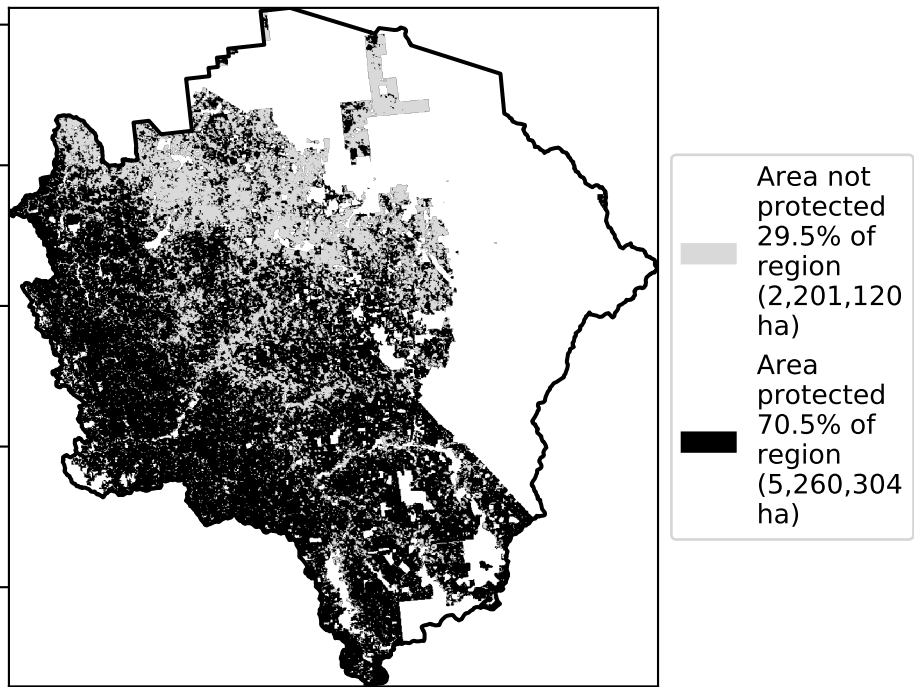 Area not
protected
29.5% of
region
(2,201,120
ha)
Area
protected
70.5% of
region
(5,260,304
ha)